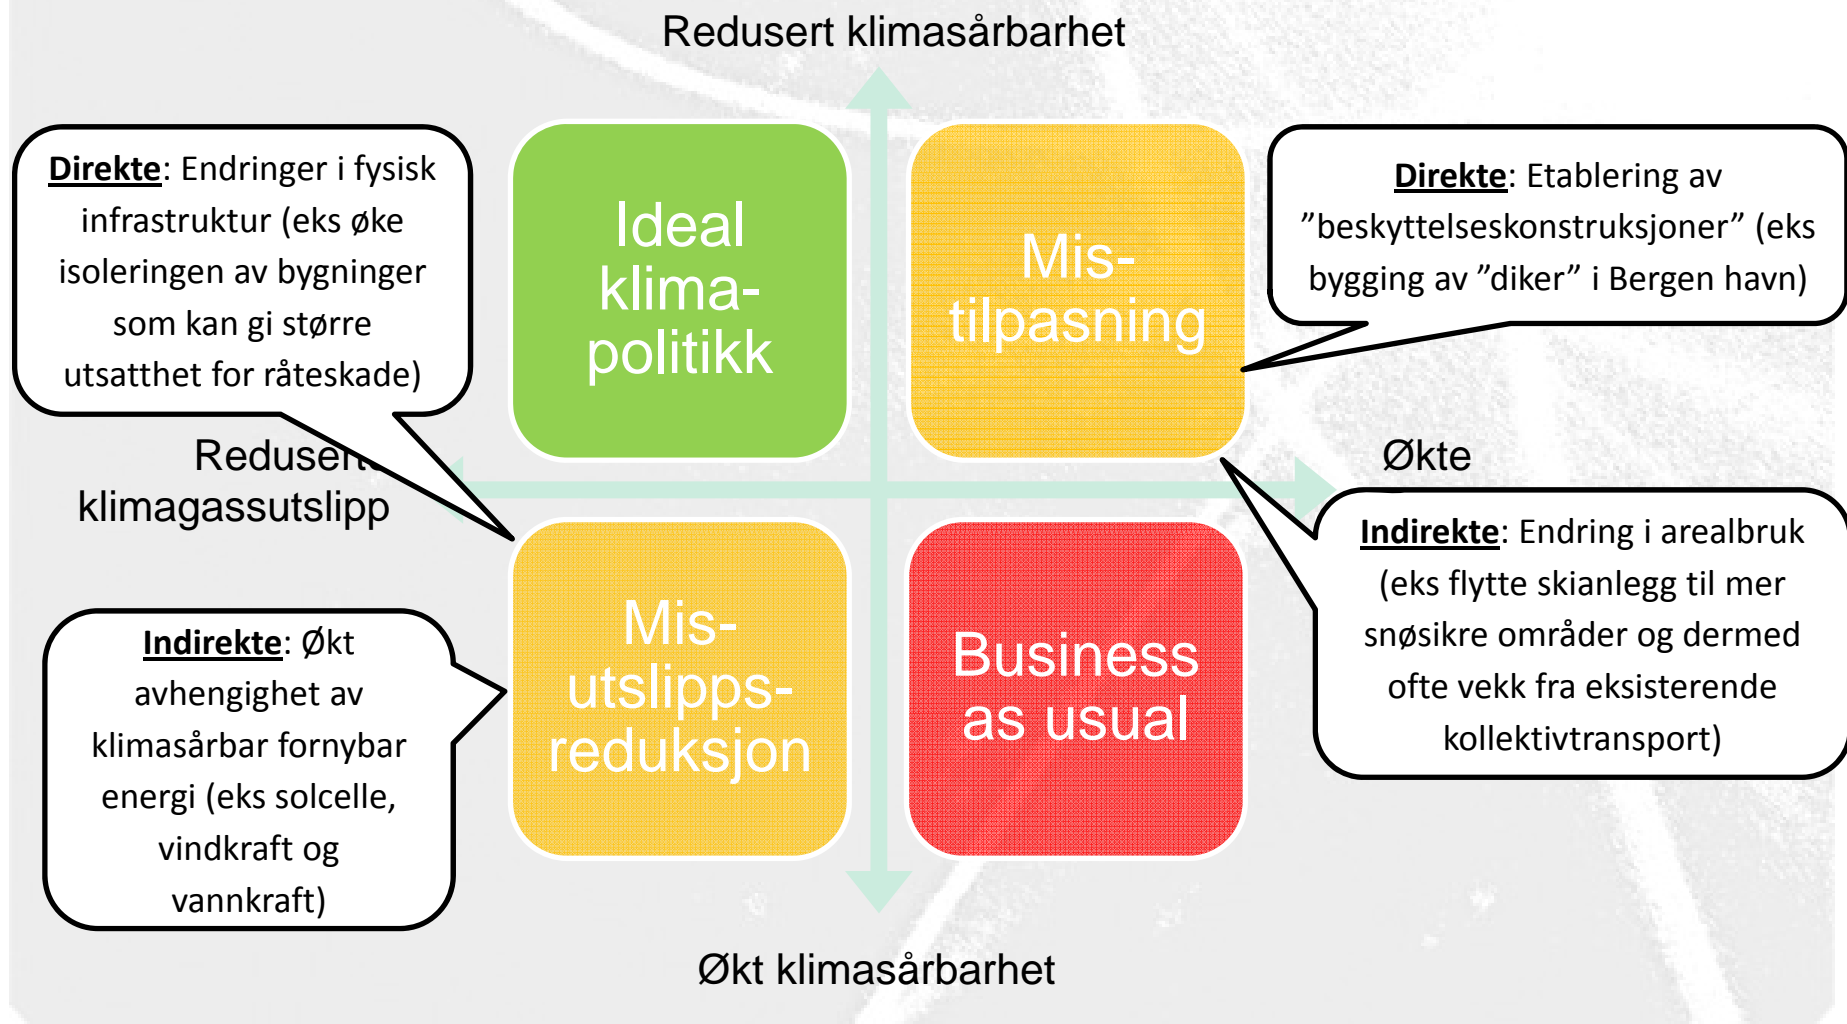 Redusert klimasårbarhet
Direkte: Endringer i fysisk
infrastruktur (eks øke
isoleringen av bygninger
som kan gi større
utsatthet for råteskade)
Ideal
klima-
politikk
Mis-
tilpasning
Direkte: Etablering av
”beskyttelseskonstruksjoner” (eks
bygging av ”diker” i Bergen havn)
Reduserte
klimagassutslipp
Økte
Indirekte: Økt
avhengighet av
klimasårbar fornybar
energi (eks solcelle,
vindkraft og
vannkraft)
Mis-
utslipps-
reduksjon
Business
as usual
Indirekte: Endring i arealbruk
(eks flytte skianlegg til mer
snøsikre områder og dermed
ofte vekk fra eksisterende
kollektivtransport)
Økt klimasårbarhet